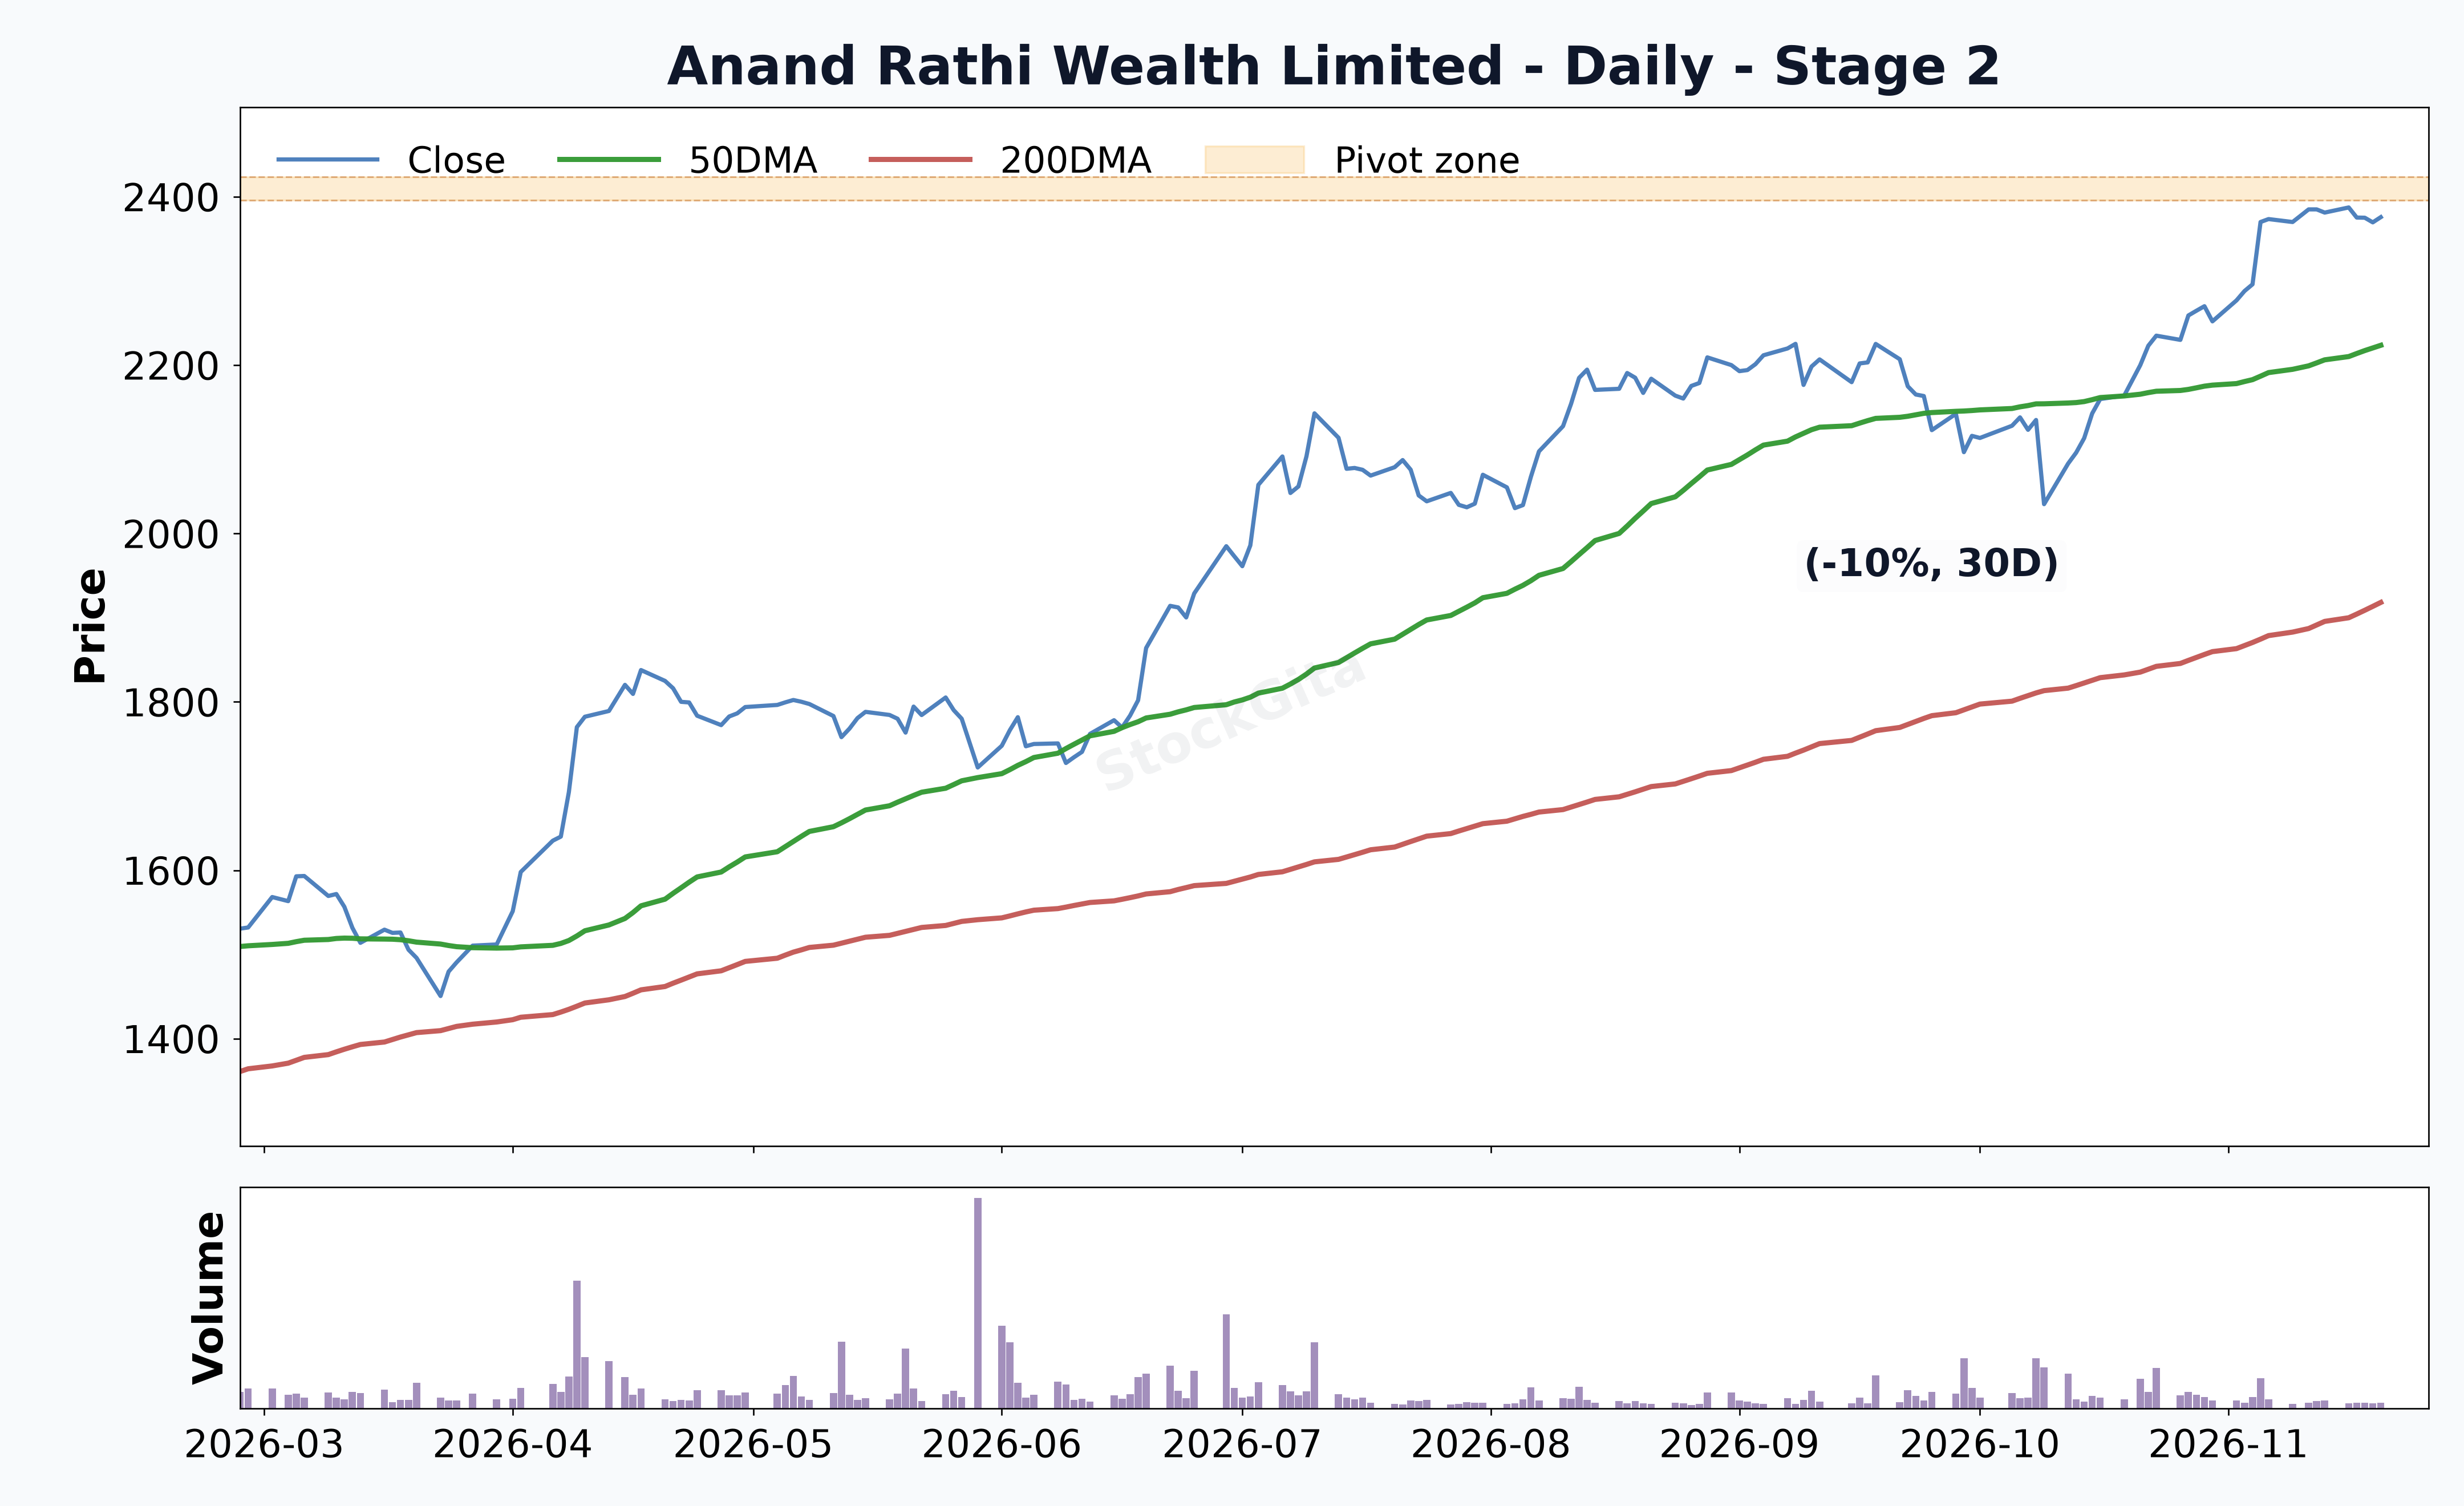 Anand Rathi Wealth Limited - Daily - Stage 2
Close 50DMA 200DMA Pivot zone
2400
2200
2000
1800
1600
1400
Price
(-10%, 30D)
StockGita
Volume
2026-03 2026-04 2026-05 2026-06 2026-07 2026-08 2026-09 2026-10 2026-11